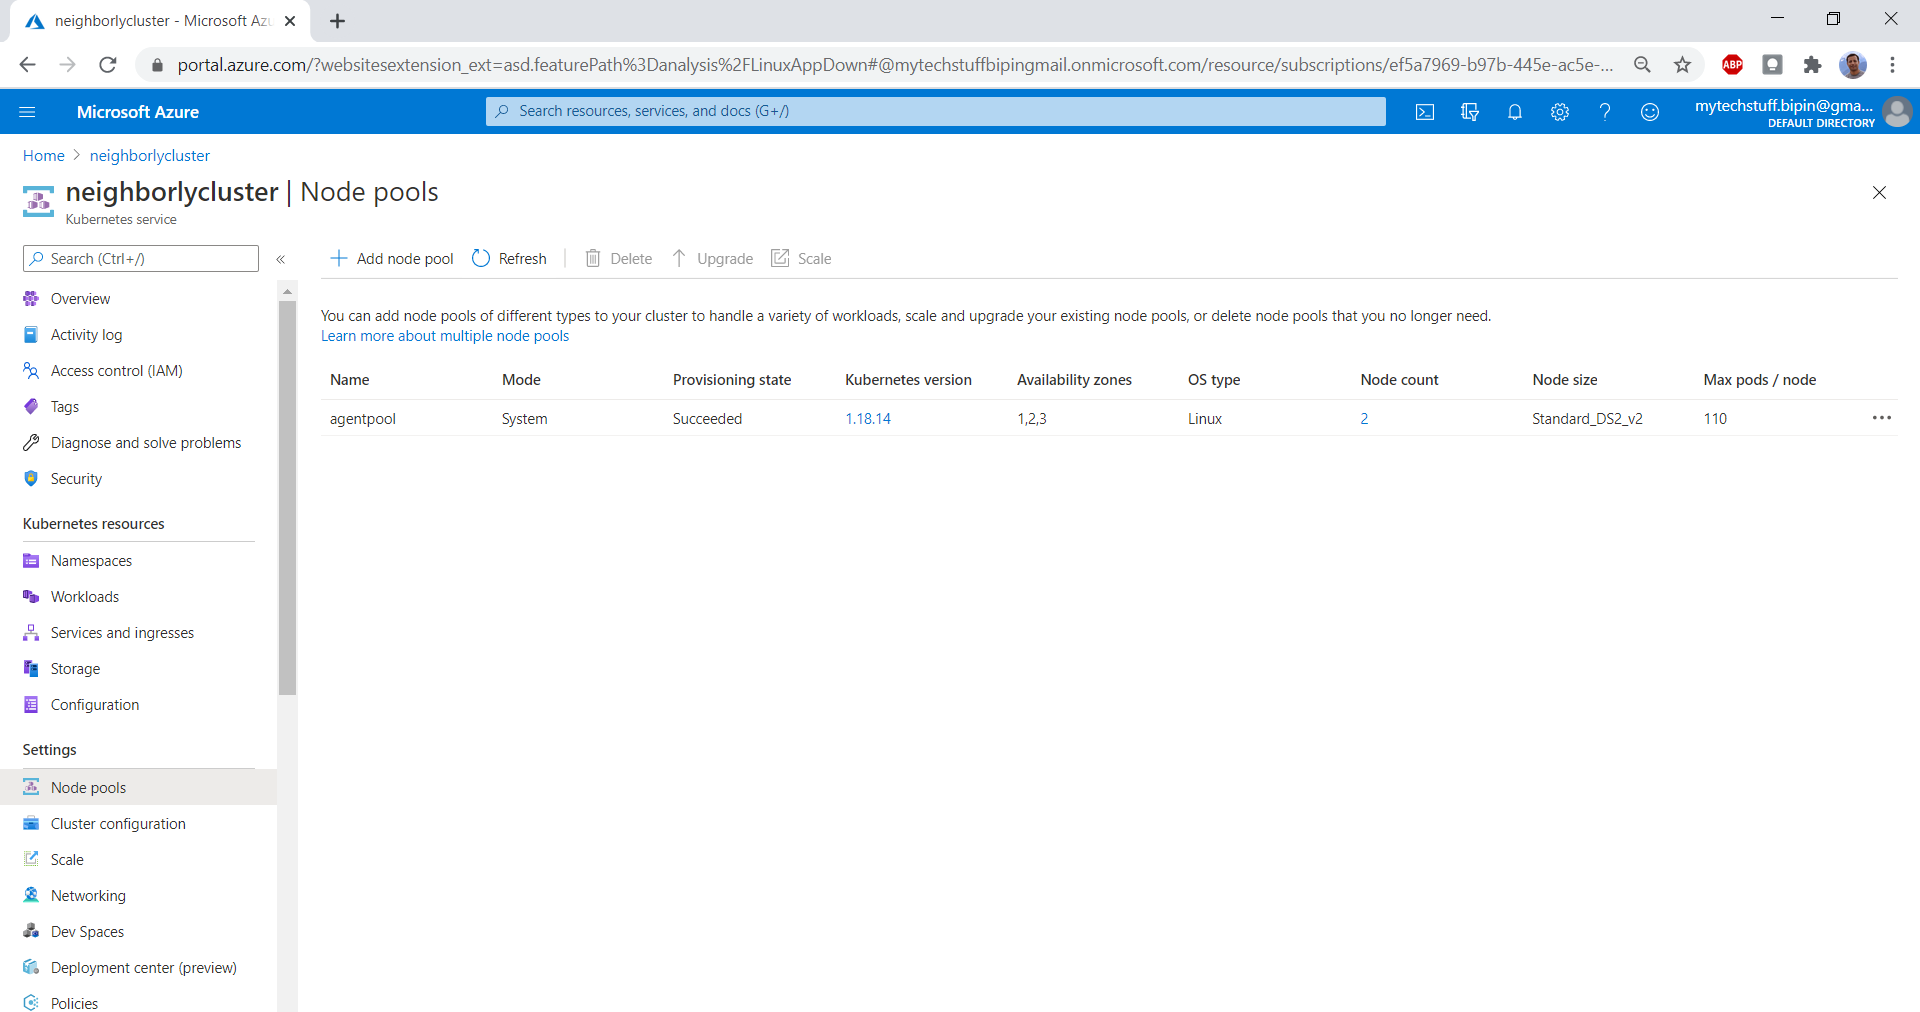 neighborlycluster - Microsoft Azu
portal.azure.com/?websitesextension_ext=asd.featurePath%3Danalysis%2FLinuxAppDown#@mytechstuffbipingmail.onmicrosoft.com/resource/subscriptions/ef5a7969-b97b-445e-ac5e-...
ABP
Microsoft Azure
Search resources, services, and docs (G+/)
mytechstuff.bipin@gma...
DEFAULT DIRECTORY
Home > neighborlycluster
neighborlycluster | Node pools
Kubernetes service
Search (Ctrl+/)
«
Add node pool
Refresh
Delete
Upgrade
Scale
Overview
Activity log
Access control (IAM)
Tags
Diagnose and solve problems
Security
Kubernetes resources
Namespaces
Workloads
Services and ingresses
Storage
Configuration
Settings
Node pools
Cluster configuration
Scale
Networking
Dev Spaces
Deployment center (preview)
Policies
You can add node pools of different types to your cluster to handle a variety of workloads, scale and upgrade your existing node pools, or delete node pools that you no longer need.
Learn more about multiple node pools
Name Mode Provisioning state Kubernetes version Availability zones OS type Node count Node size Max pods / node
agentpool System Succeeded 1.18.14 1,2,3 Linux 2 Standard_DS2_v2 110 ...